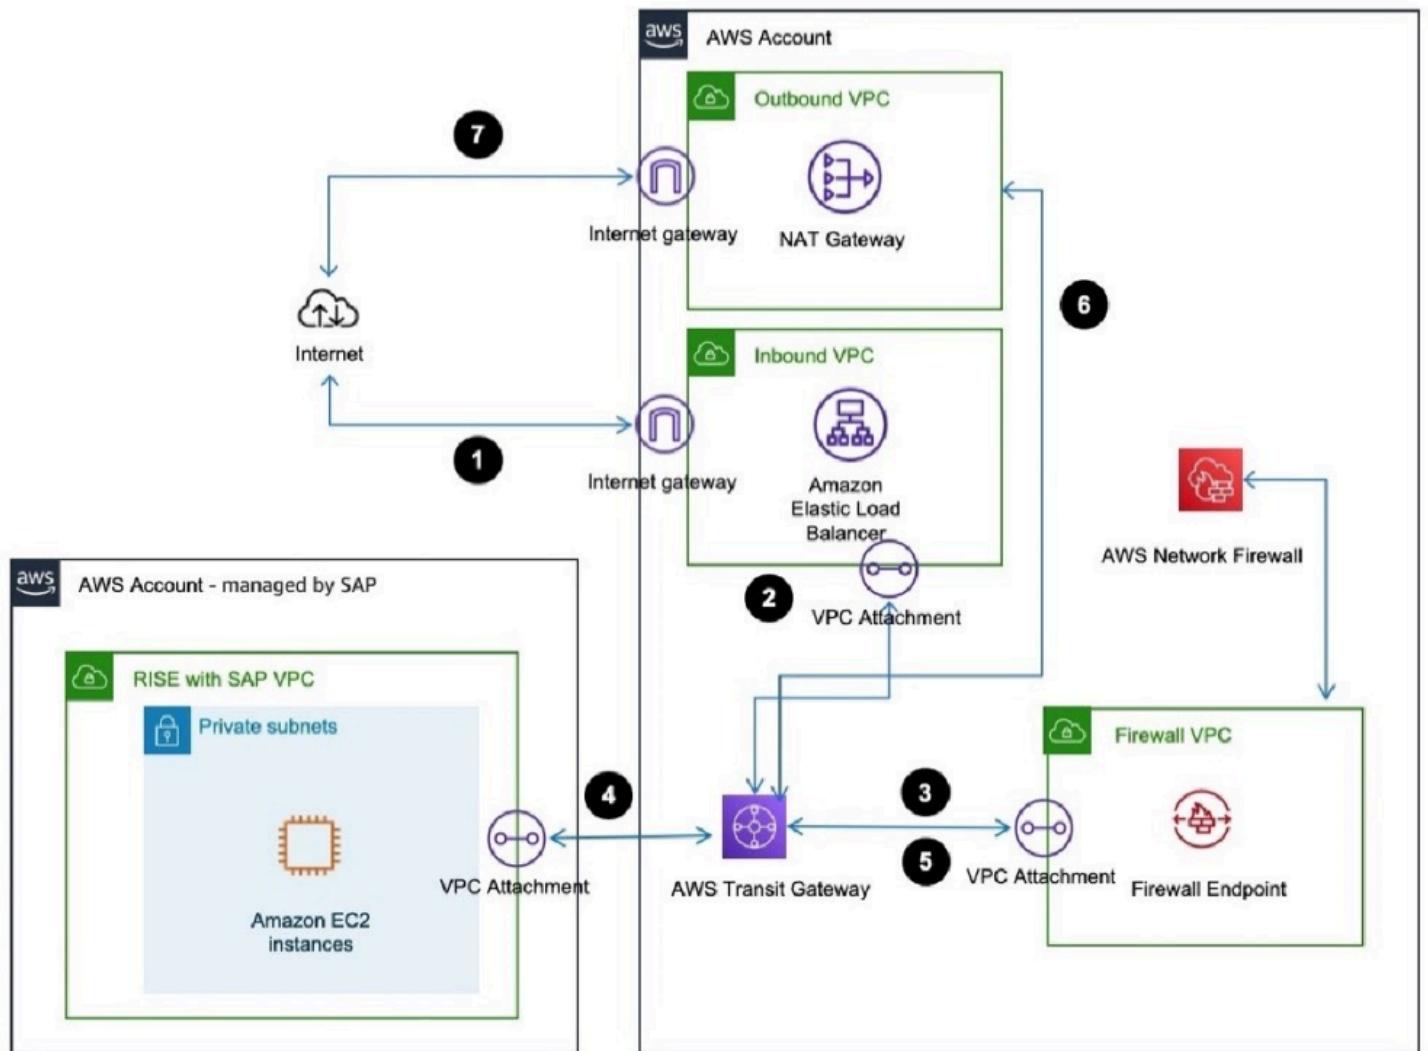 aws
AWS Account
Outbound VPC
7
Internet gateway
NAT Gateway
6
Internet
Inbound VPC
1
Internet gateway
Amazon
Elastic Load
Balancer
AWS Network Firewall
2
VPC Attachment
aws
AWS Account - managed by SAP
RISE with SAP VPC
Private subnets
Firewall VPC
4
3
5
VPC Attachment
AWS Transit Gateway
VPC Attachment
Firewall Endpoint
Amazon EC2
instances